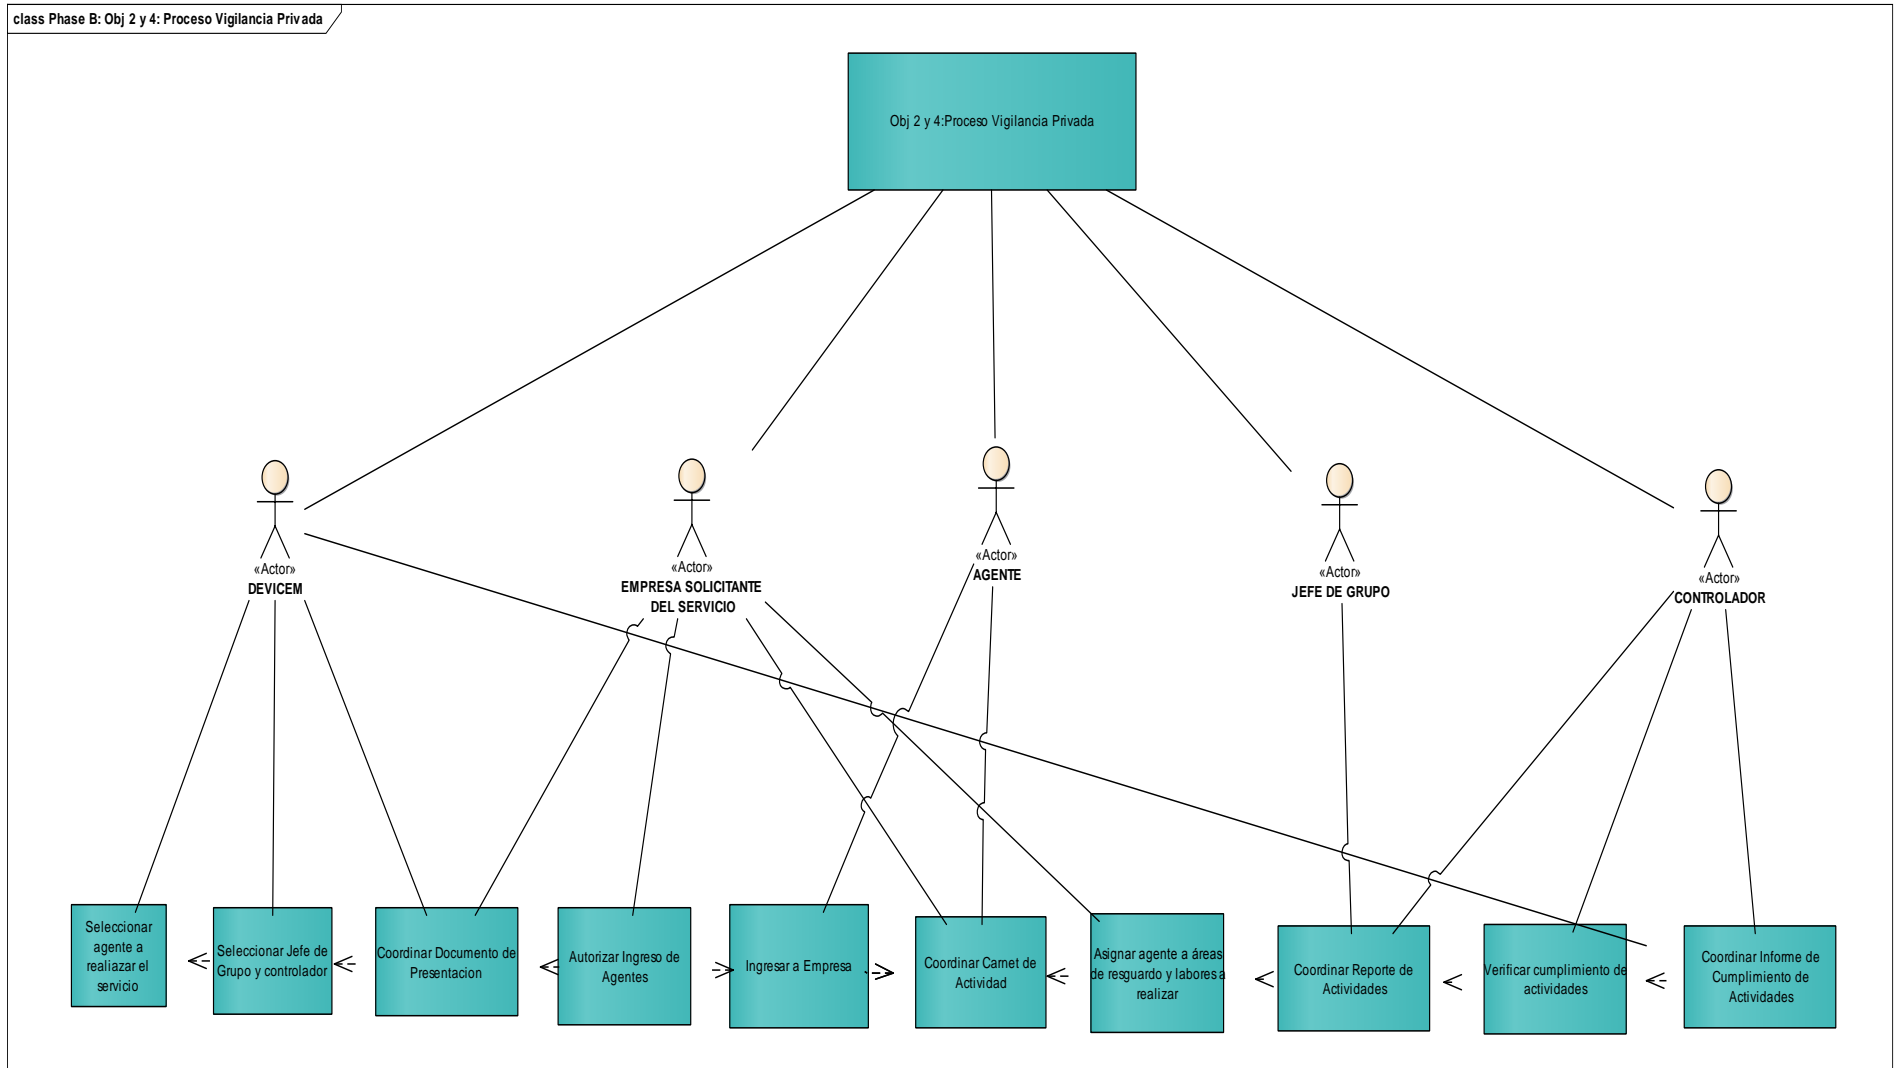 class Phase B: Obj 2 y 4: Proceso Vigilancia Privada
Obj 2 y 4:Proceso Vigilancia Privada
«Actor»
DEVICEM
«Actor»
EMPRESA SOLICITANTE
DEL SERVICIO
«Actor»
AGENTE
«Actor»
JEFE DE GRUPO
«Actor»
CONTROLADOR
Seleccionar
agente a
realiazar el
servicio
Seleccionar Jefe de
Grupo y controlador
Coordinar Documento de
Presentacion
Autorizar Ingreso de
Agentes
Ingresar a Empresa
Coordinar Carnet de
Actividad
Asignar agente a áreas
de resguardo y labores a
realizar
Coordinar Reporte de
Actividades
Verificar cumplimiento de
actividades
Coordinar Informe de
Cumplimiento de
Actividades